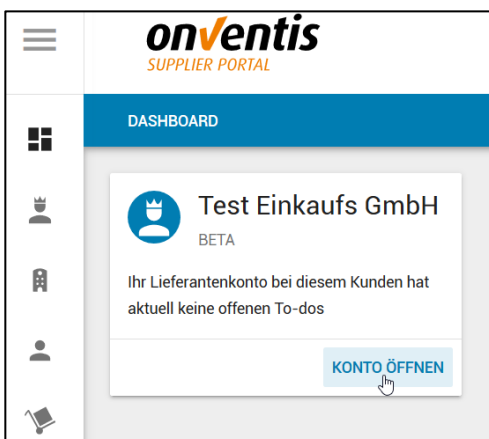 onventis
SUPPLIER PORTAL
DASHBOARD
Test Einkaufs GmbH
BETA
Ihr Lieferantenkonto bei diesem Kunden hat
aktuell keine offenen To-dos
KONTO ÖFFNEN